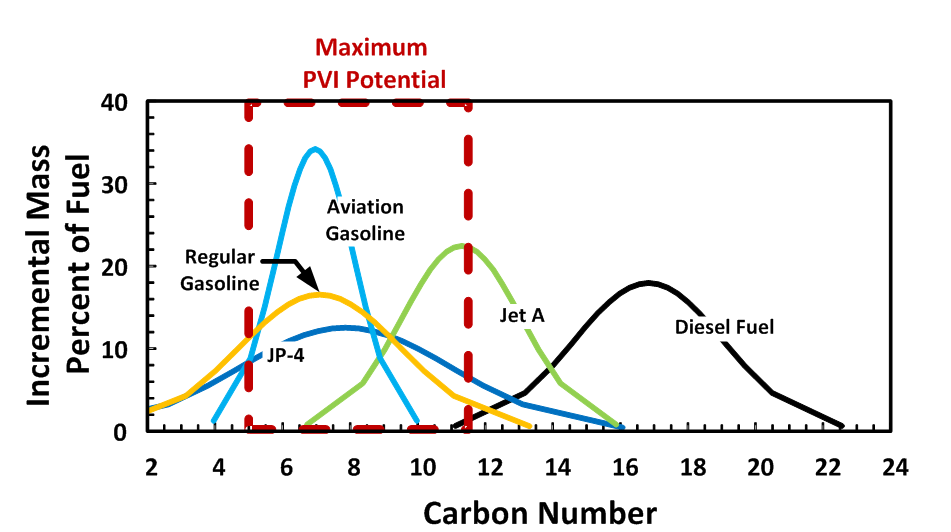 Maximum
PVI Potential
40
30
20
10
0
Incremental Mass
Percent of Fuel
Aviation
Gasoline
Regular
Gasoline
JP-4
Jet A
Diesel Fuel
2 4 6 8 10 12 14 16 18 20 22 24
Carbon Number